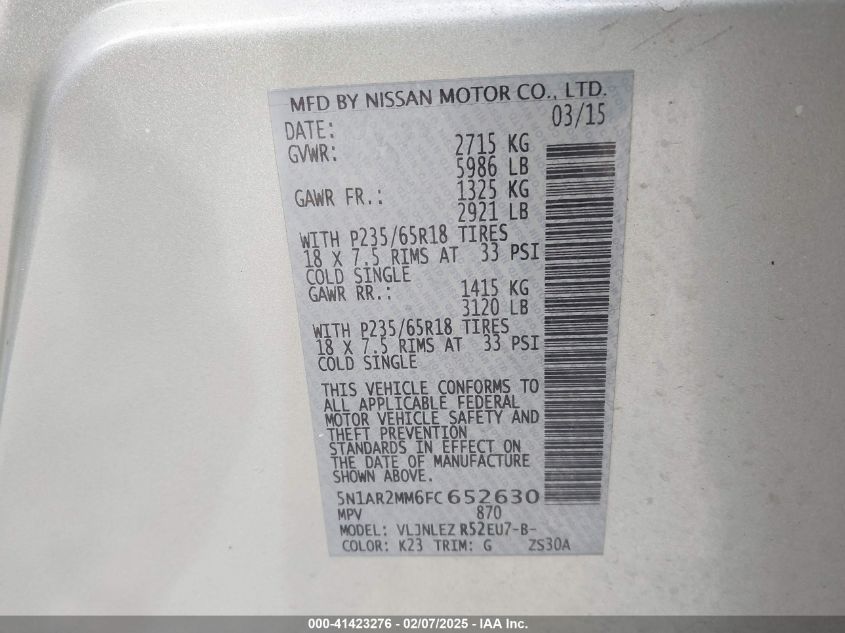 MFD BY NISSAN MOTOR CO., LTD.
DATE: 03/15
GVWR: 2715 KG
5986 LB
GAWR FR.: 1325 KG
2921 LB
WITH P235/65R18 TIRES
18 X 7.5 RIMS AT 33 PSI
COLD SINGLE
GAWR RR.: 1415 KG
3120 LB
WITH P235/65R18 TIRES
18 X 7.5 RIMS AT 33 PSI
COLD SINGLE
THIS VEHICLE CONFORMS TO
ALL APPLICABLE FEDERAL
MOTOR VEHICLE SAFETY AND
THEFT PREVENTION
STANDARDS IN EFFECT ON
THE DATE OF MANUFACTURE
SHOWN ABOVE.
5N1AR2MM6FC652630
MPV 870
MODEL: VLJNLEZ R52EU7-B-
COLOR: K23 TRIM: G ZS30A
000-41423276 - 02/07/2025 - IAA Inc.